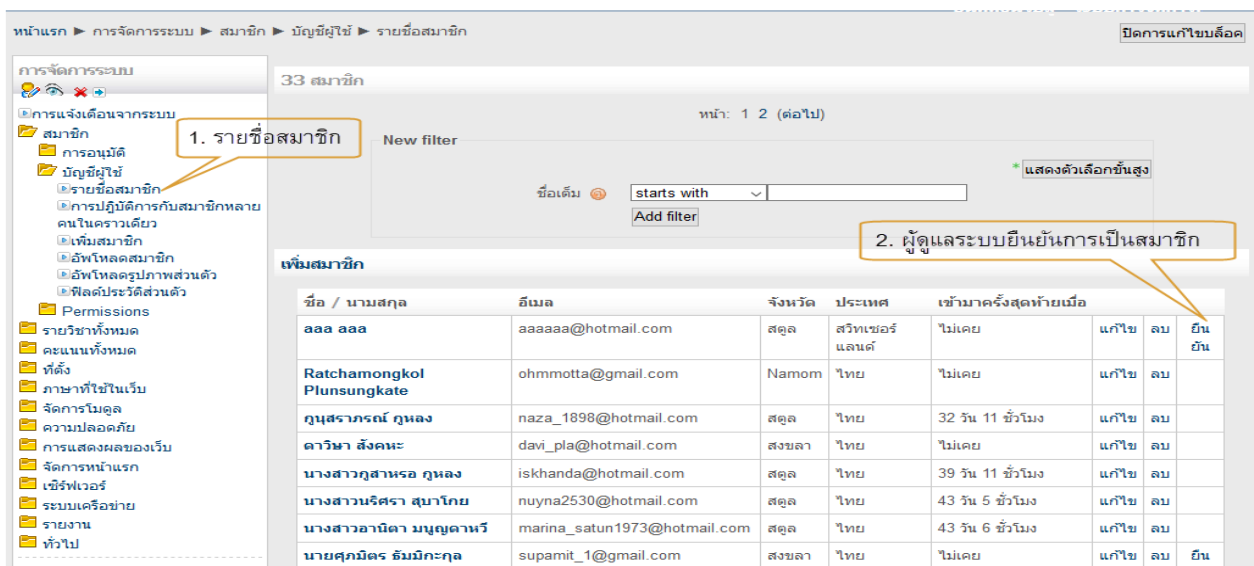 หน้าแรก ► การจัดการระบบ ► สมาชิก ► บัญชีผู้ใช้ ► รายชื่อสมาชิก
ปิดการแก้ไขบล็อค
การจัดการระบบ
การแจ้งเตือนจากระบบ
สมาชิก
การอนุมัติ
บัญชีผู้ใช้
รายชื่อสมาชิก
การปฏิบัติการกับสมาชิกหลาย
คนในคราวเดียว
เพิ่มสมาชิก
อัพโหลดสมาชิก
อัพโหลดรูปภาพส่วนตัว
ฟิลด์ประวัติส่วนตัว
Permissions
รายวิชาทั้งหมด
คะแนนทั้งหมด
ที่ตั้ง
ภาษาที่ใช้ในเว็บ
จัดการโมดูล
ความปลอดภัย
การแสดงผลของเว็บ
จัดการหน้าแรก
เซิร์ฟเวอร์
ระบบเครือข่าย
รายงาน
ทั่วไป
1. รายชื่อสมาชิก
33 สมาชิก
หน้า: 1 2 (ต่อไป)
New filter
* แสดงตัวเลือกขั้นสูง
ชื่อเต็ม starts with
Add filter
2. ผู้ดูแลระบบยืนยันการเป็นสมาชิก
เพิ่มสมาชิก
ชื่อ / นามสกุล อีเมล จังหวัด ประเทศ เข้ามาครั้งสุดท้ายเมื่อ
aaa aaa aaaaaa@hotmail.com สตูล สวิทเซอร์ ไม่เคย แก้ไข ลบ ยืน
แลนด์ ยัน
Ratchamongkol ohmmotta@gmail.com Namom ไทย ไม่เคย แก้ไข ลบ
Plunsungkate
กูนุสราภรณ์ กูหลง naza_1898@hotmail.com สตูล ไทย 32 วัน 11 ชั่วโมง แก้ไข ลบ
ดาวิษา สังคหะ davi_pla@hotmail.com สงขลา ไทย ไม่เคย แก้ไข ลบ
นางสาวกูสาหรอ กูหลง iskhanda@hotmail.com สตูล ไทย 39 วัน 11 ชั่วโมง แก้ไข ลบ
นางสาวนริศรา สุบาโกย nuyna2530@hotmail.com สตูล ไทย 43 วัน 5 ชั่วโมง แก้ไข ลบ
นางสาวอานิตา มนูญดาหวี marina_satun1973@hotmail.com สตูล ไทย 43 วัน 6 ชั่วโมง แก้ไข ลบ
นายศุภมิตร ธัมมิกะกุล supamit_1@gmail.com สงขลา ไทย ไม่เคย แก้ไข ลบ ยืน